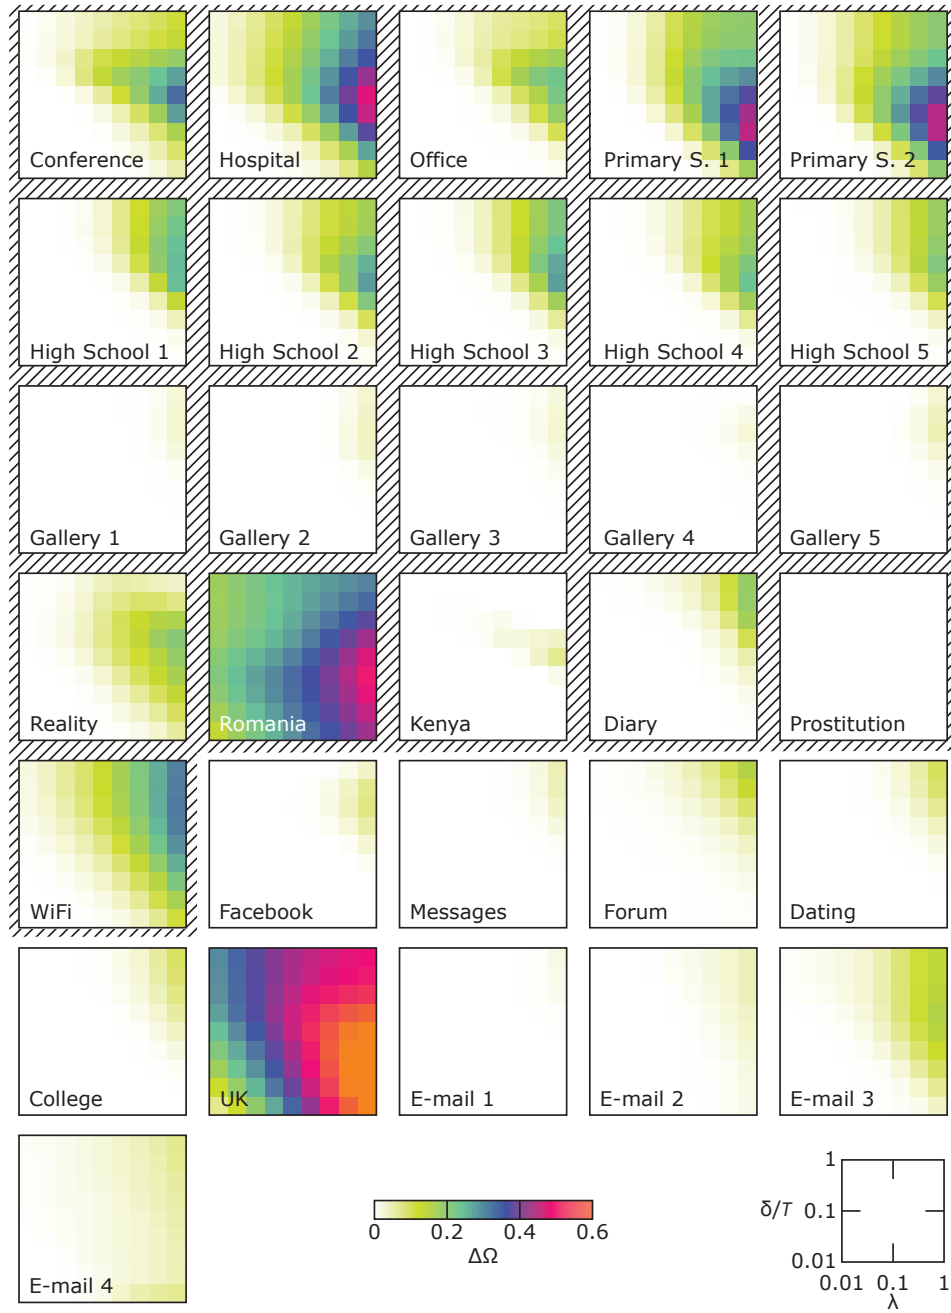 Conference Hospital Office Primary S. 1 Primary S. 2
High School 1 High School 2 High School 3 High School 4 High School 5
Gallery 1 Gallery 2 Gallery 3 Gallery 4 Gallery 5
Reality Romania Kenya Diary Prostitution
WiFi Facebook Messages Forum Dating
College UK E-mail 1 E-mail 2 E-mail 3
E-mail 4
0 0.2 0.4 0.6
ΔΩ
1
δ/T 0.1
0.01
0.01 0.1 1
λ